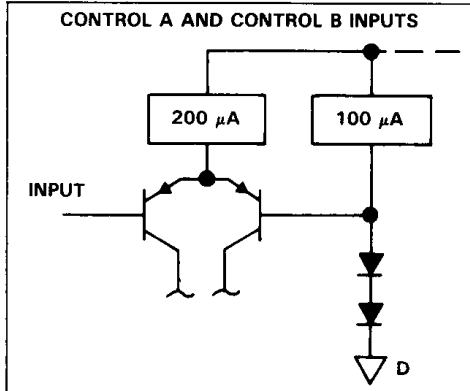 CONTROL A AND CONTROL B INPUTS
200 μA
100 μA
INPUT
D